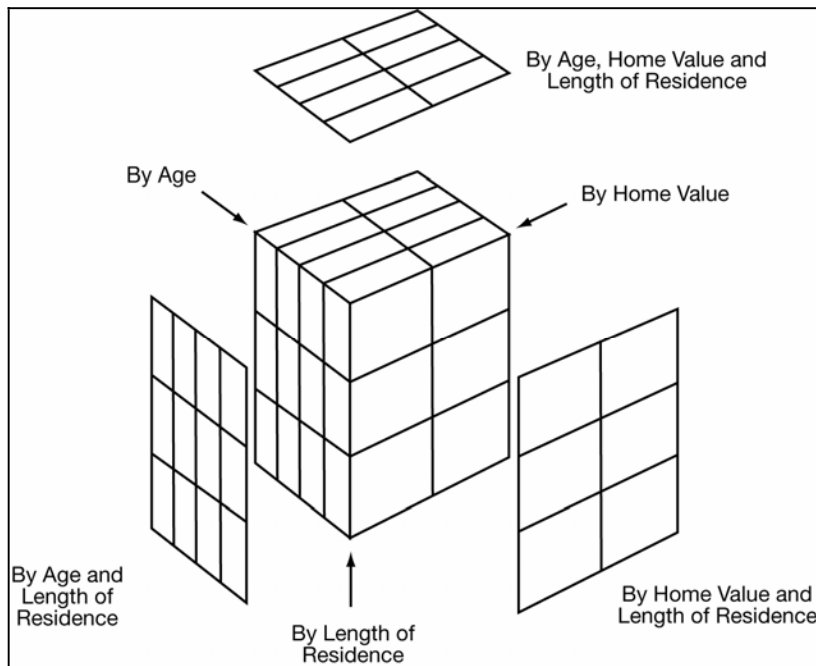 By Age, Home Value and
Length of Residence
By Age
By Home Value
By Age and
Length of
Residence
By Length of
Residence
By Home Value and
Length of Residence